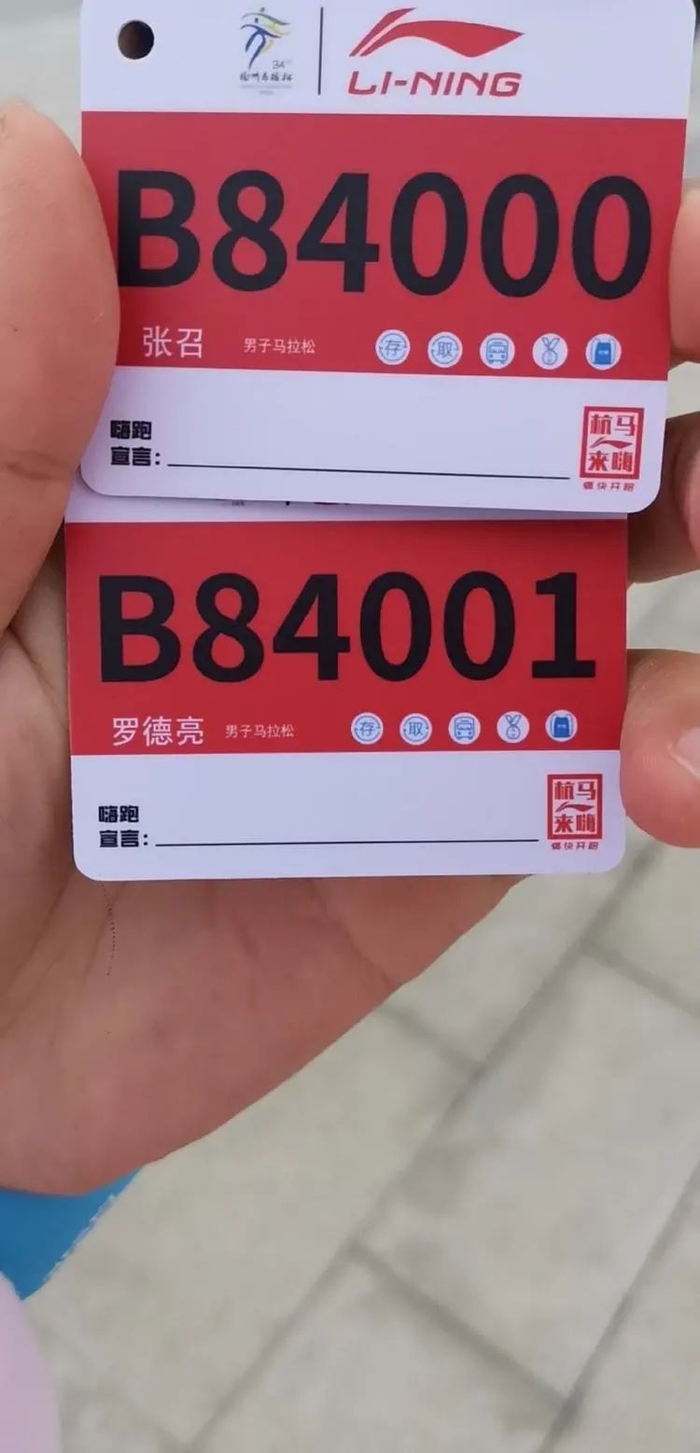 34
LI-NING
B84000
张召 男子马拉松 存 取
嗨跑
宣言:
杭马
来嗨
B84001
罗德亮 男子马拉松 存 取
嗨跑
宣言:
杭马
来嗨